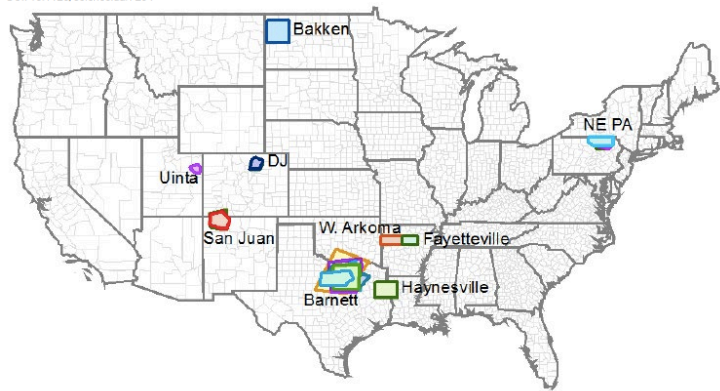 Bakken
NE PA
DJ
Uinta
W. Arkoma
San Juan
Fayetteville
Haynesville
Barnett